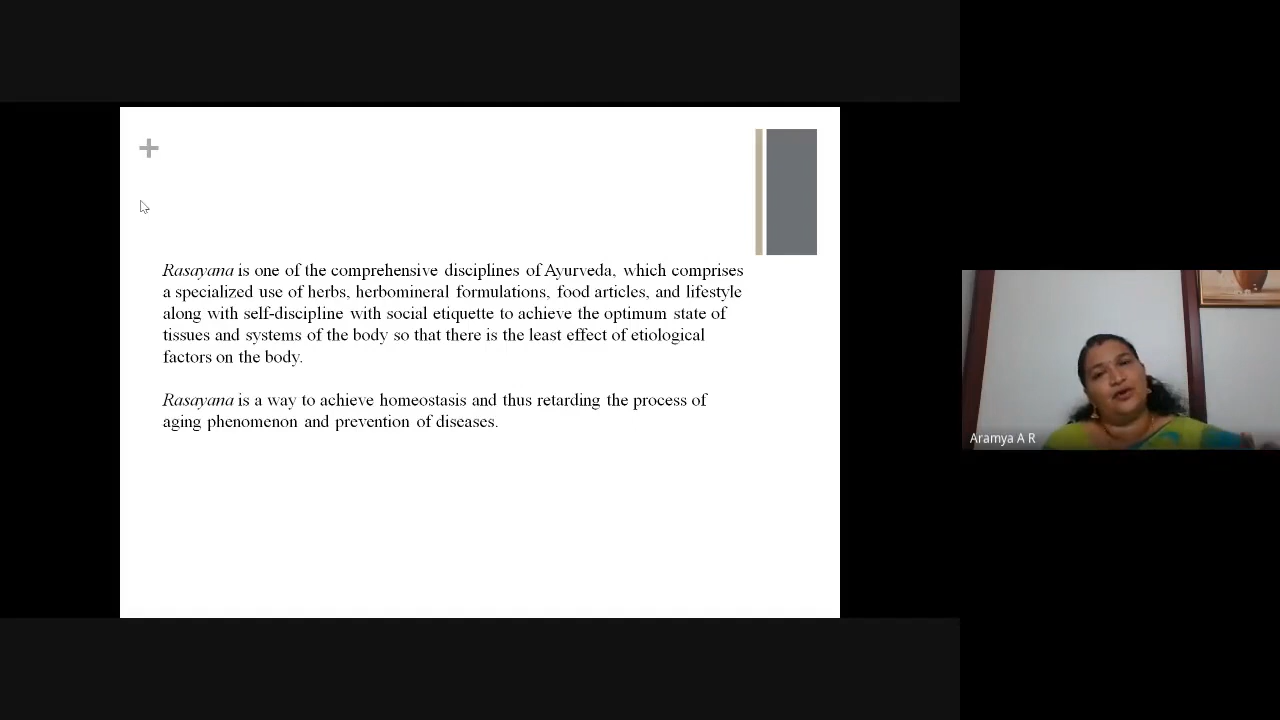 Rasayana is one of the comprehensive disciplines of Ayurveda, which comprises
a specialized use of herbs, herbomineral formulations, food articles, and lifestyle
along with self-discipline with social etiquette to achieve the optimum state of
tissues and systems of the body so that there is the least effect of etiological
factors on the body.
Rasayana is a way to achieve homeostasis and thus retarding the process of
aging phenomenon and prevention of diseases.
Aramya A R